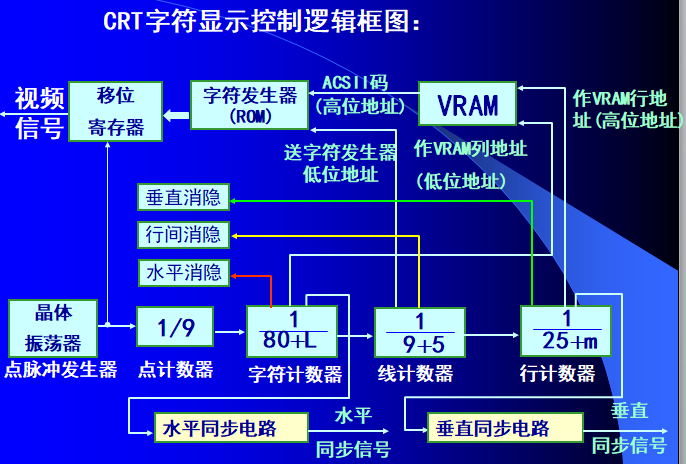 CRT字符显示控制逻辑框图：
视频
信号
移位
寄存器
字符发生器
(ROM)
ACSII码
(高位地址)
VRAM
作VRAM行地
址(高位地址)
送字符发生器
低位地址
作VRAM列地址
(低位地址)
垂直消隐
行间消隐
水平消隐
晶体
振荡器
1/9
1
80+L
1
9+5
1
25+m
点脉冲发生器
点计数器
字符计数器
线计数器
行计数器
水平同步电路
水平
同步信号
垂直同步电路
垂直
同步信号